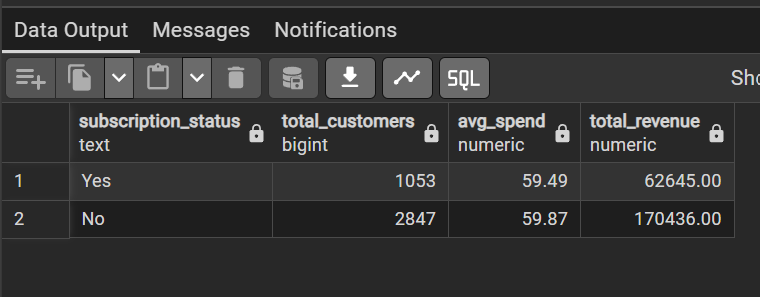 Data Output Messages Notifications
SQL
subscription_status total_customers avg_spend total_revenue
text bigint numeric numeric
1 Yes 1053 59.49 62645.00
2 No 2847 59.87 170436.00